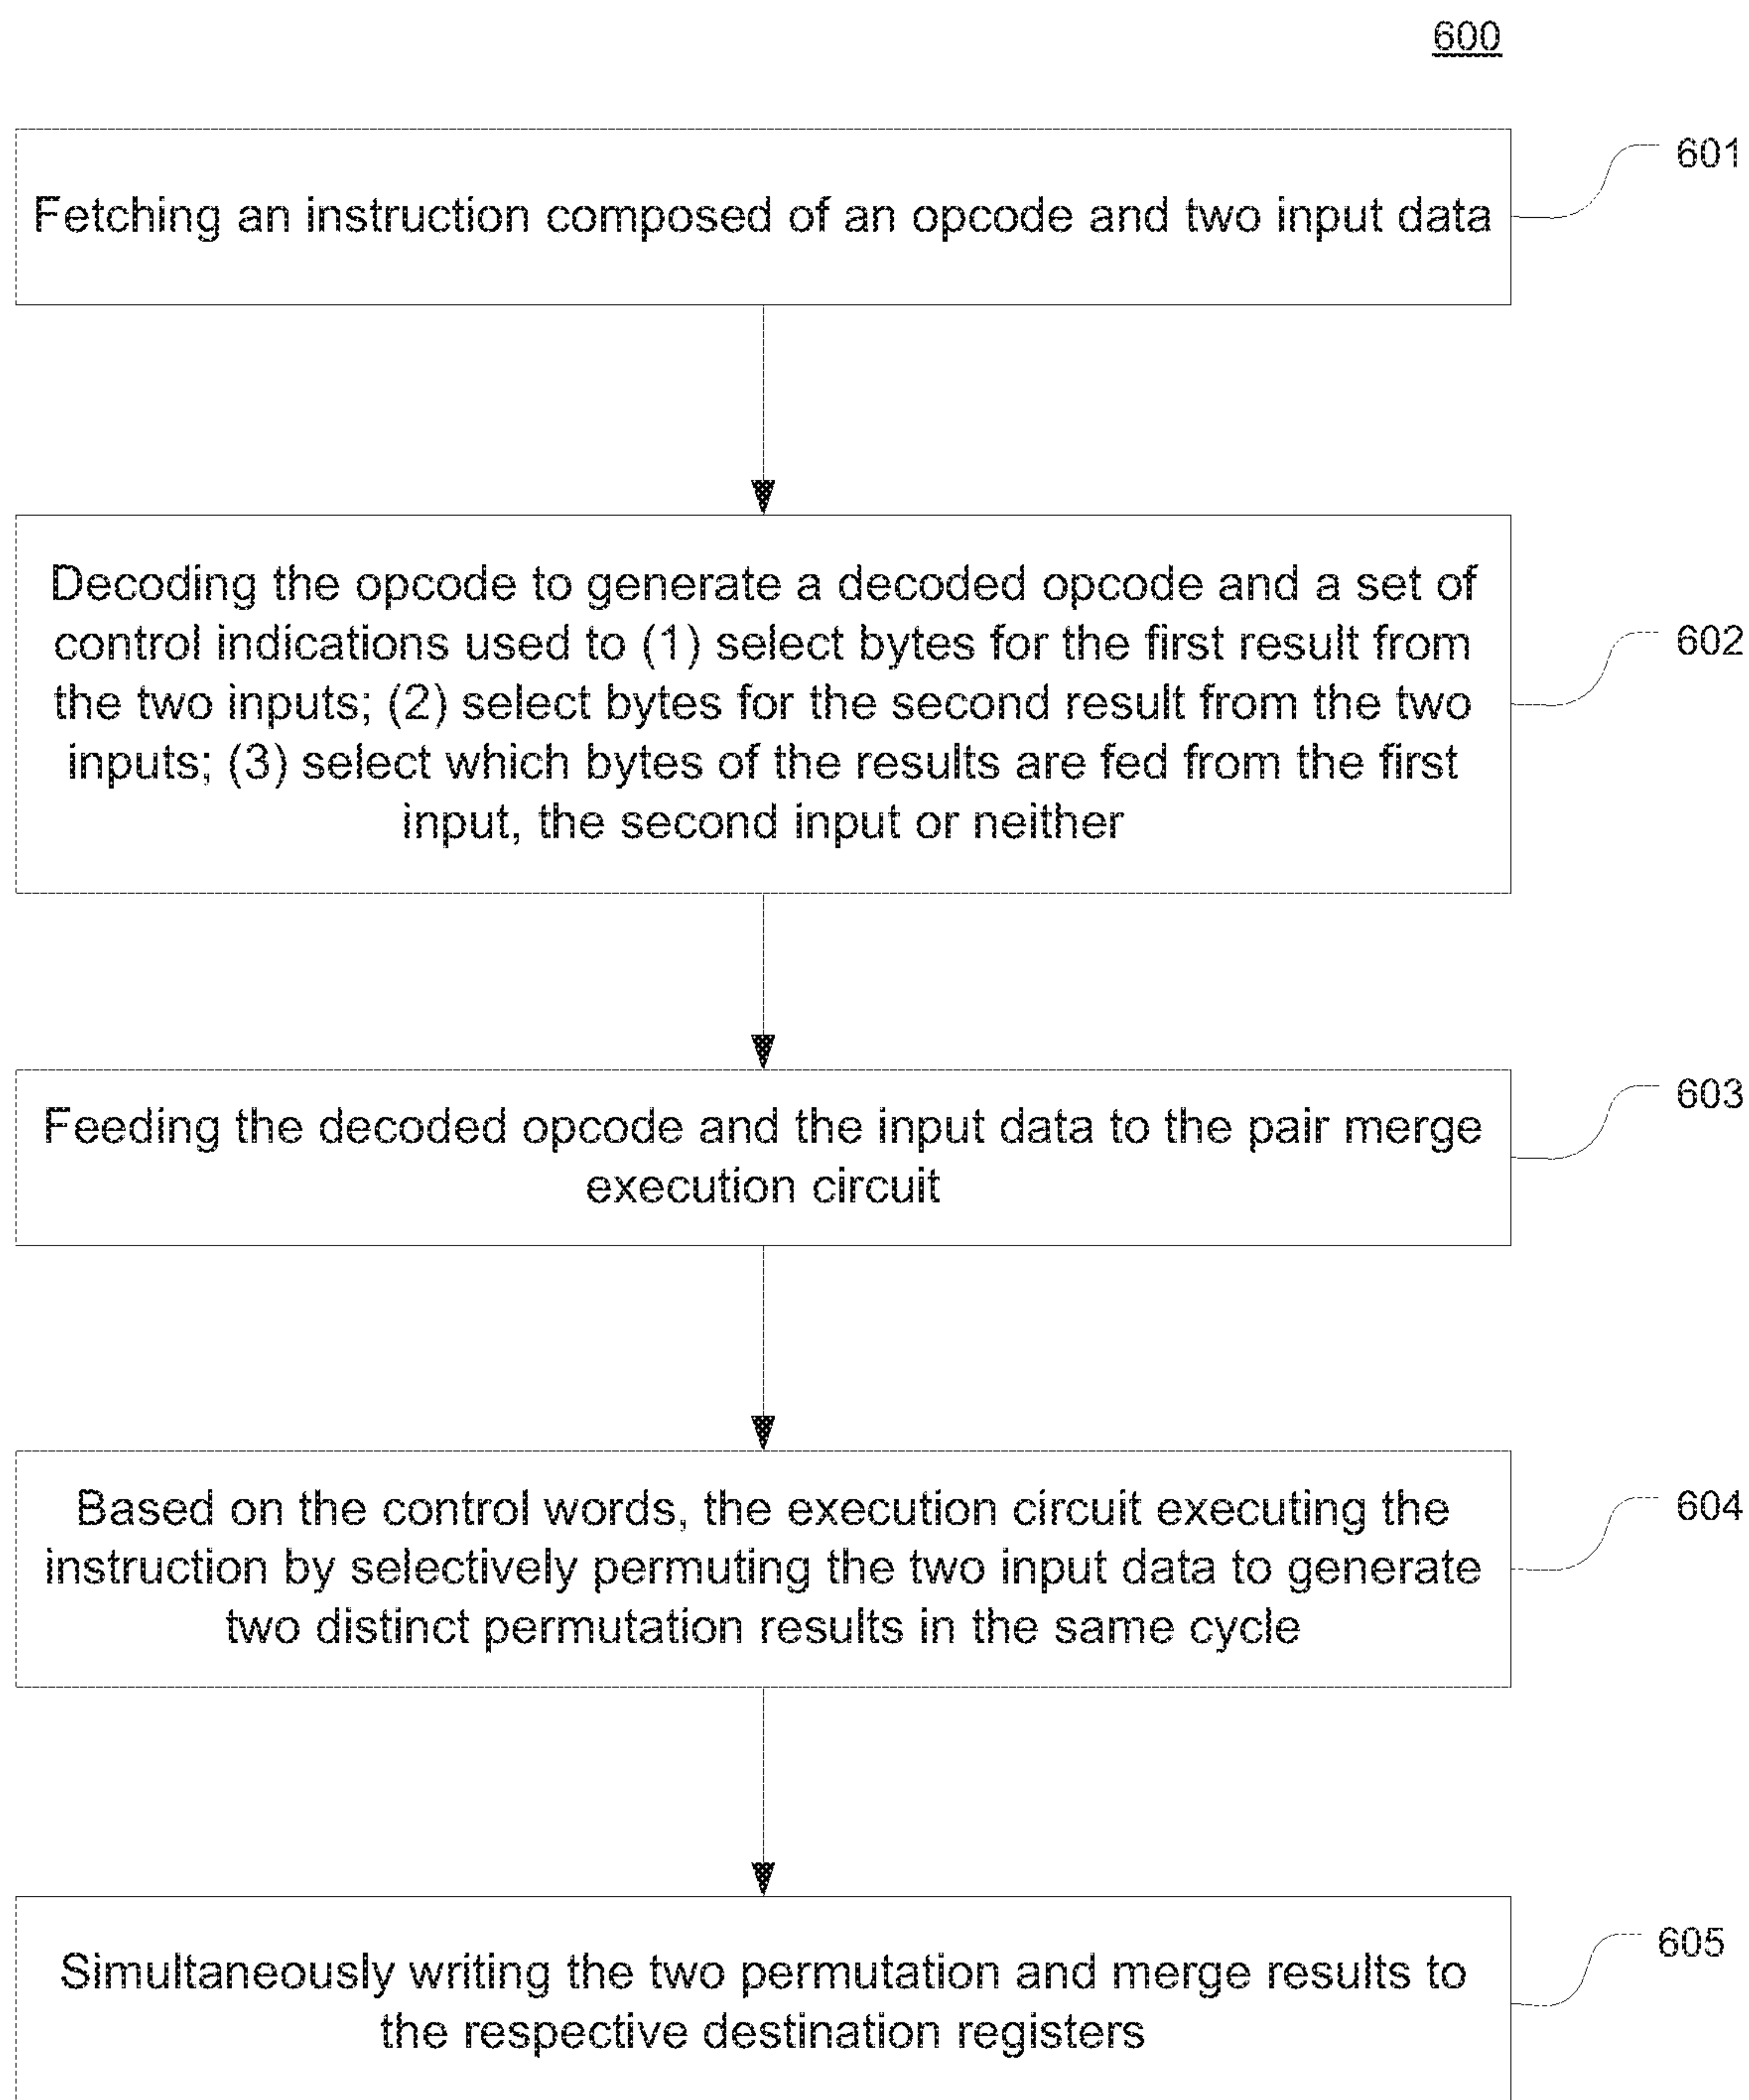 600
Fetching an instruction composed of an opcode and two input data
601
Decoding the opcode to generate a decoded opcode and a set of
control indications used to (1) select bytes for the first result from
the two inputs; (2) select bytes for the second result from the two
inputs; (3) select which bytes of the results are fed from the first
input, the second input or neither
602
Feeding the decoded opcode and the input data to the pair merge
execution circuit
603
Based on the control words, the execution circuit executing the
instruction by selectively permuting the two input data to generate
two distinct permutation results in the same cycle
604
Simultaneously writing the two permutation and merge results to
the respective destination registers
605